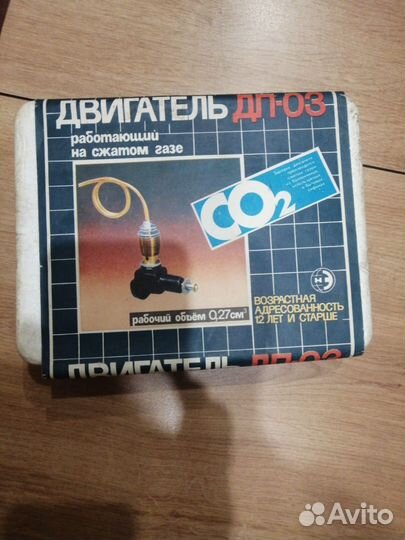 ДВИГАТЕЛЬ ДП-03
работающий
на сжатом газе
CO2
рабочий объём 0,27см³
ВОЗРАСТНАЯ
АДРЕСОВАННОСТЬ
12 ЛЕТ И СТАРШЕ
ДВИГАТЕЛЬ ДП-03
Avito